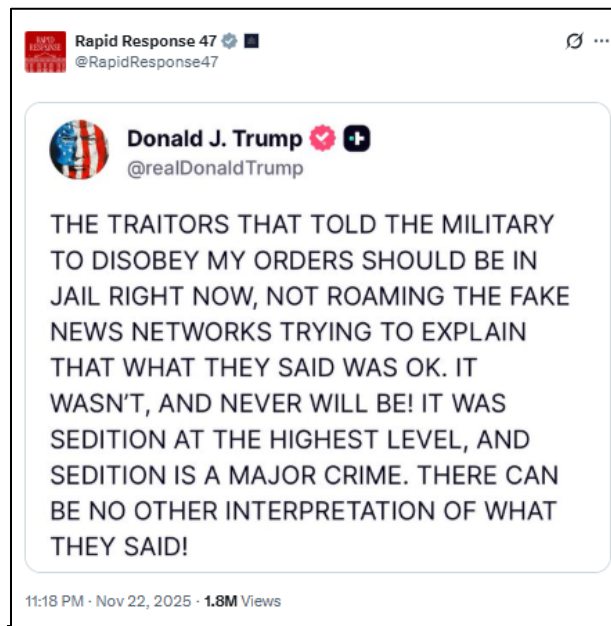 RAPID
RESPONSE
Rapid Response 47
@RapidResponse47
Donald J. Trump
@realDonaldTrump
THE TRAITORS THAT TOLD THE MILITARY
TO DISOBEY MY ORDERS SHOULD BE IN
JAIL RIGHT NOW, NOT ROAMING THE FAKE
NEWS NETWORKS TRYING TO EXPLAIN
THAT WHAT THEY SAID WAS OK. IT
WASN'T, AND NEVER WILL BE! IT WAS
SEDITION AT THE HIGHEST LEVEL, AND
SEDITION IS A MAJOR CRIME. THERE CAN
BE NO OTHER INTERPRETATION OF WHAT
THEY SAID!
11:18 PM · Nov 22, 2025 · 1.8M Views